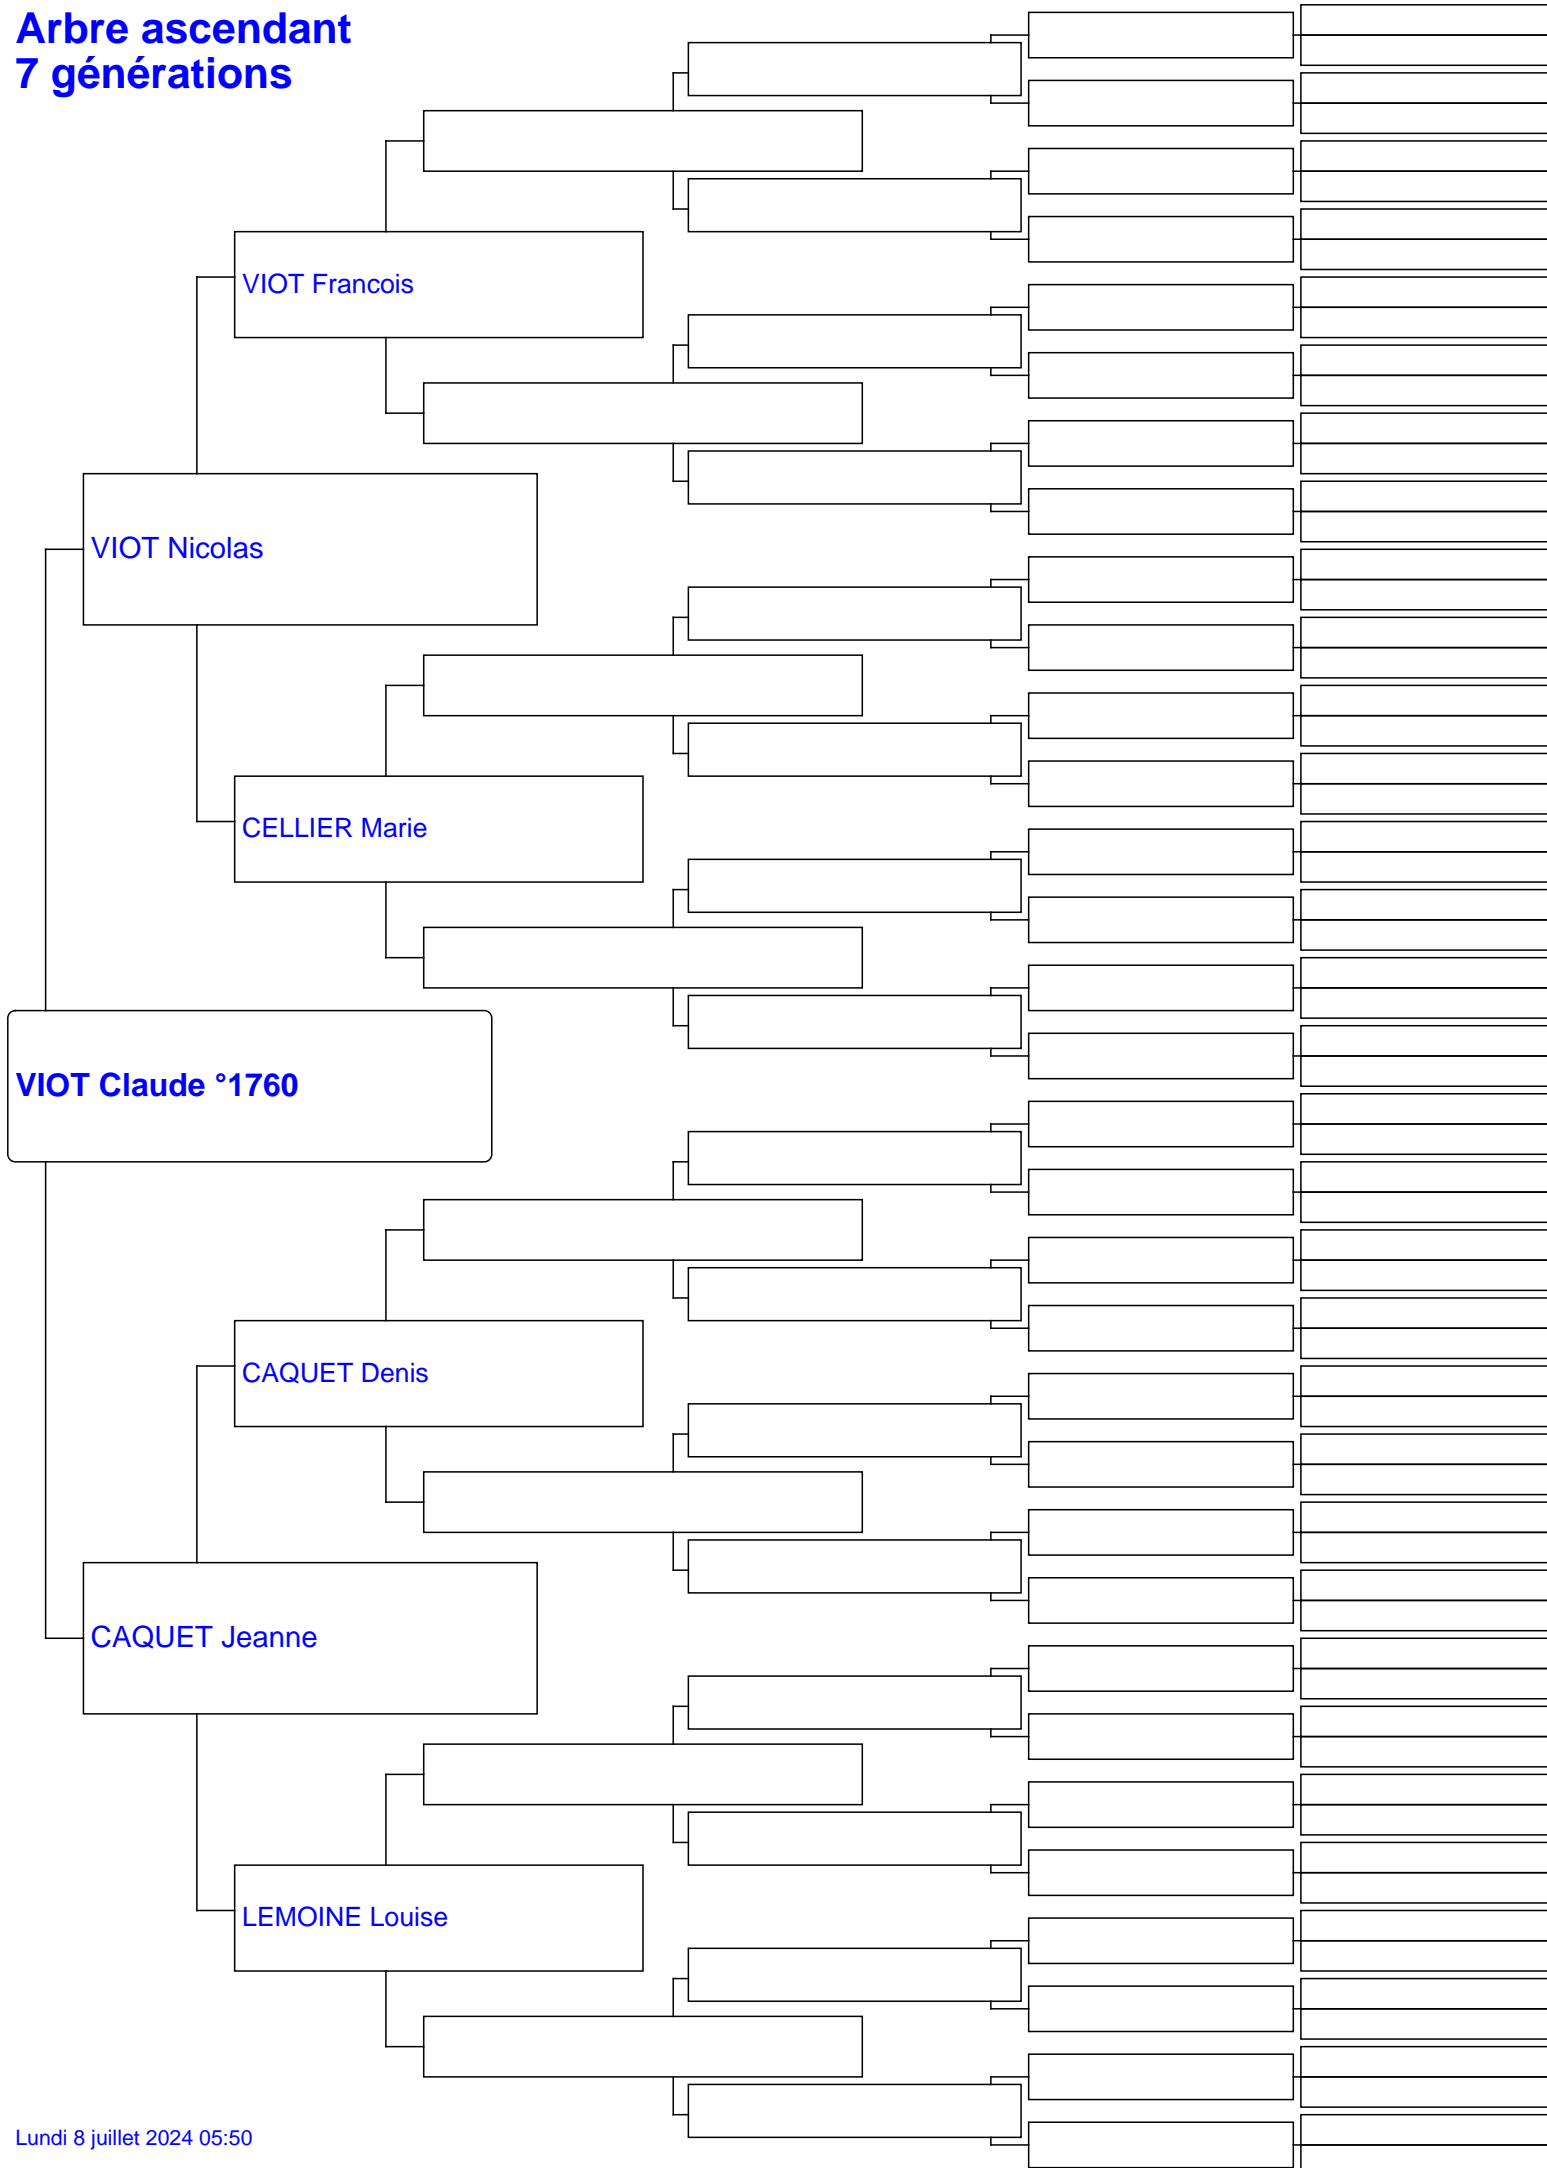 Arbre ascendant
7 générations
VIOT Francois
VIOT Nicolas
CELLIER Marie
VIOT Claude °1760
CAQUET Denis
CAQUET Jeanne
LEMOINE Louise
Lundi 8 juillet 2024 05:50